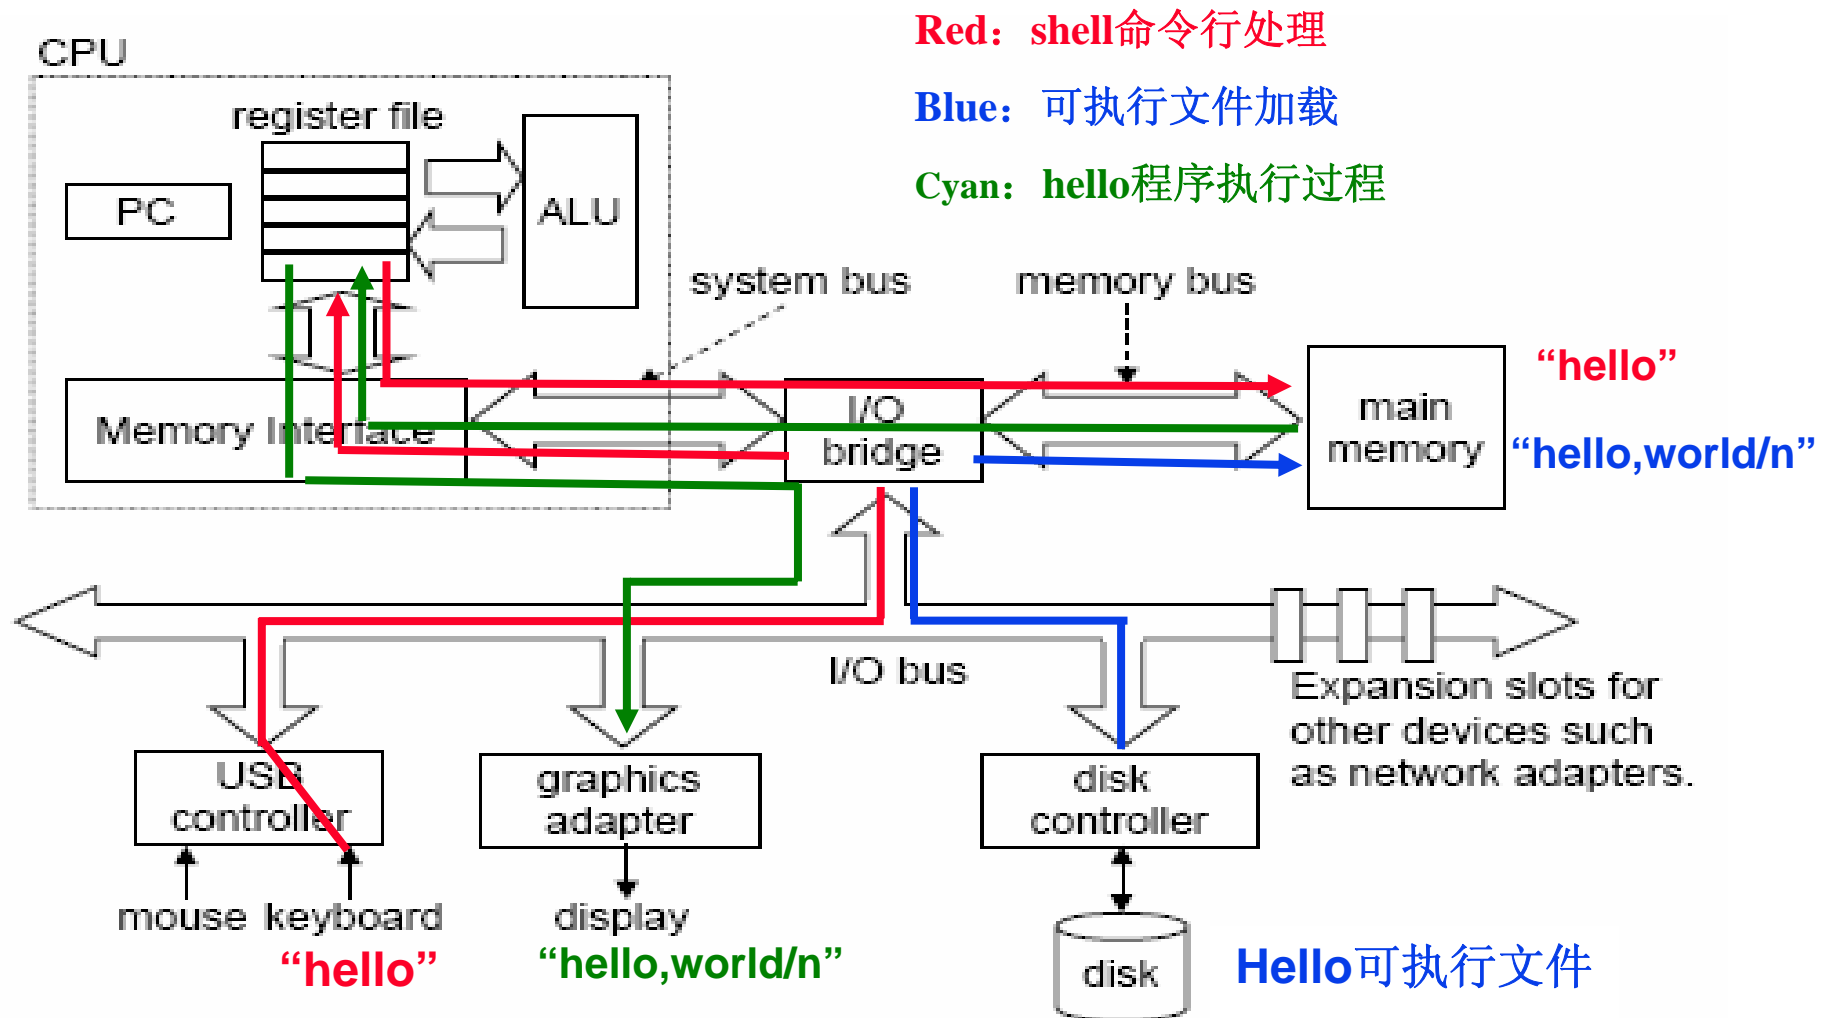 Red：shell命令行处理
CPU
Blue：可执行文件加载
register file
Cyan：hello程序执行过程
PC
ALU
system bus
memory bus
“hello”
Memory Interface
I/O
bridge
main
memory
“hello,world/n”
I/O bus
Expansion slots for
other devices such
as network adapters.
USB
controller
graphics
adapter
disk
controller
mouse
keyboard
display
“hello”
“hello,world/n”
disk
Hello可执行文件